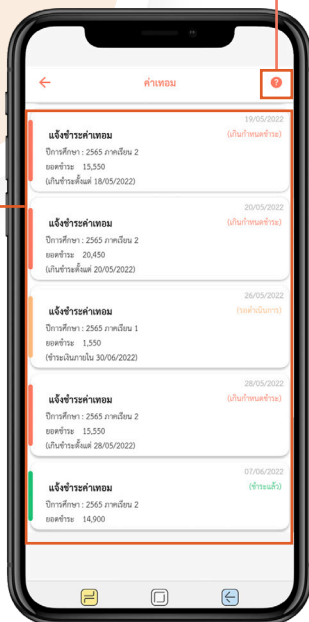 ค่าเทอม
?
19/05/2022
แจ้งชำระค่าเทอม (เกินกำหนดชำระ)
ปีการศึกษา : 2565 ภาคเรียน 2
ยอดชำระ 15,550
(เกินชำระตั้งแต่ 18/05/2022)
20/05/2022
แจ้งชำระค่าเทอม (เกินกำหนดชำระ)
ปีการศึกษา : 2565 ภาคเรียน 2
ยอดชำระ 20,450
(เกินชำระตั้งแต่ 20/05/2022)
26/05/2022
แจ้งชำระค่าเทอม (รอดำเนินการ)
ปีการศึกษา : 2565 ภาคเรียน 1
ยอดชำระ 1,550
(ชำระเงินภายใน 30/06/2022)
28/05/2022
แจ้งชำระค่าเทอม (เกินกำหนดชำระ)
ปีการศึกษา : 2565 ภาคเรียน 2
ยอดชำระ 15,550
(เกินชำระตั้งแต่ 28/05/2022)
07/06/2022
แจ้งชำระค่าเทอม (ชำระแล้ว)
ปีการศึกษา : 2565 ภาคเรียน 2
ยอดชำระ 14,900